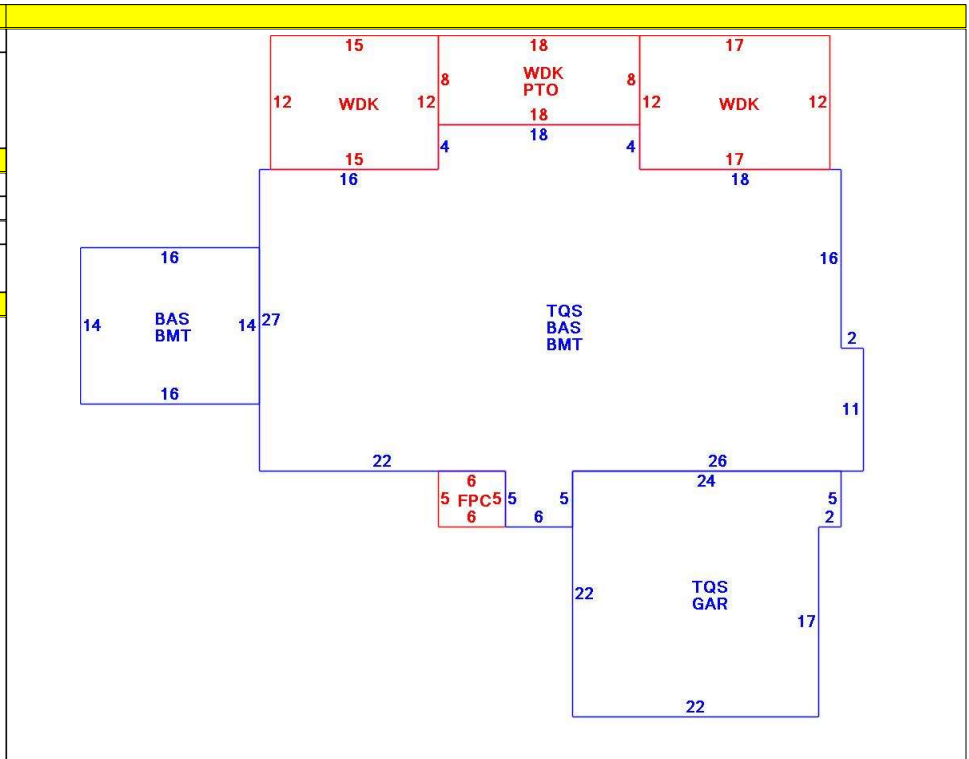 15 18 17
8 WDK 8
PTO
12 WDK 12 12 WDK 12
18
18
4 4
15 17
16 18
16
16
2
14 BAS 14 27 TQS
BMT BAS
BMT
16
11
22 26
6 24
5 FPC 5 5 5 5
6 6 2
22 TQS
GAR
17
22